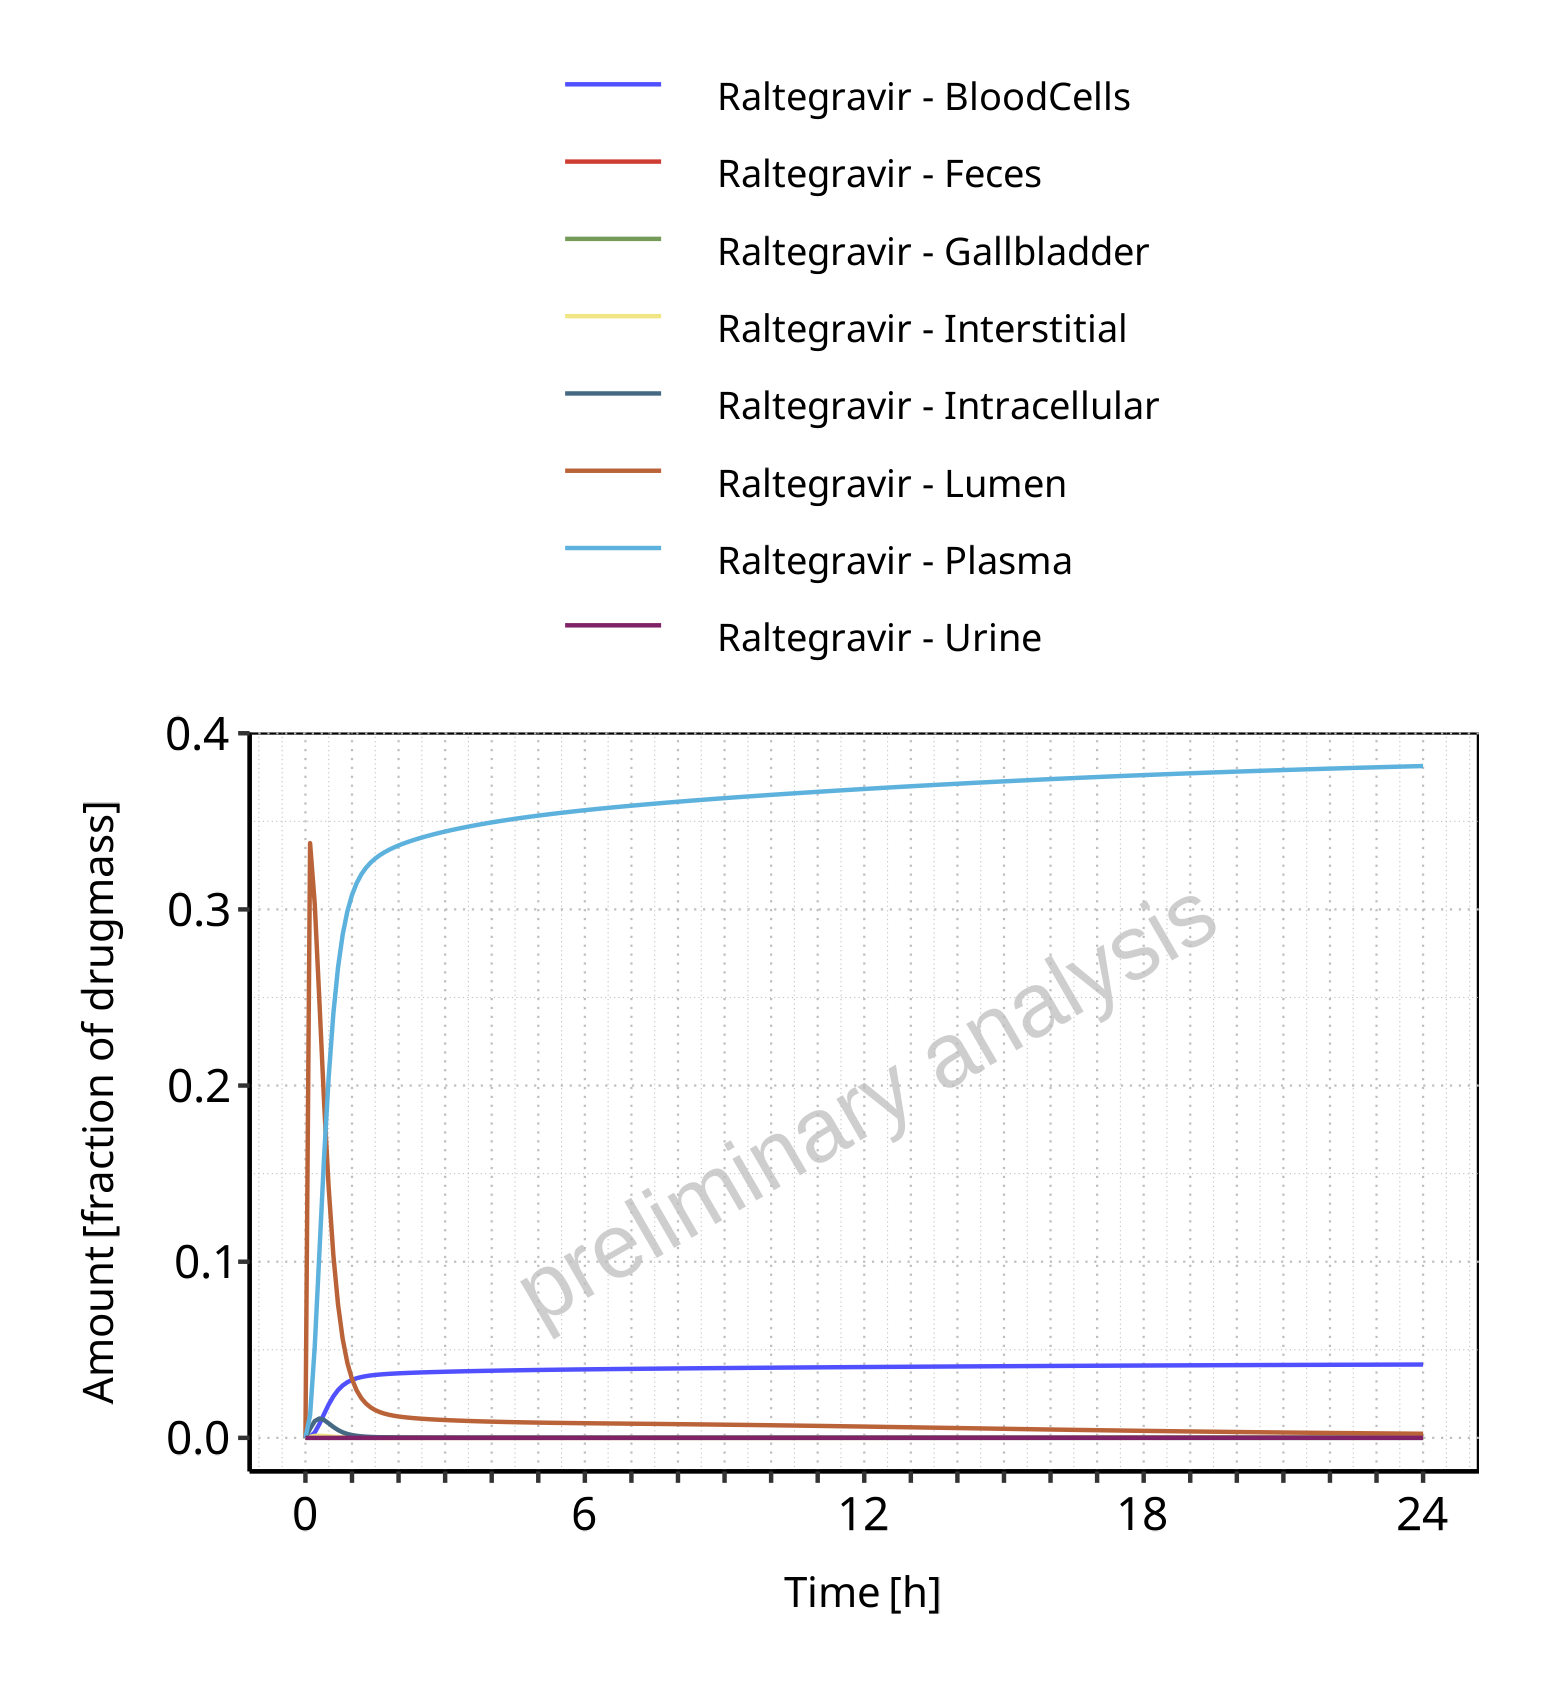 Raltegravir - BloodCells
Raltegravir - Feces
Raltegravir - Gallbladder
Raltegravir - Interstitial
Raltegravir - Intracellular
Raltegravir - Lumen
Raltegravir - Plasma
Raltegravir - Urine
0.4
0.3
0.2
0.1
0.0
Amount [fraction of drugmass]
preliminary analysis
0 6 12 18 24
Time [h]